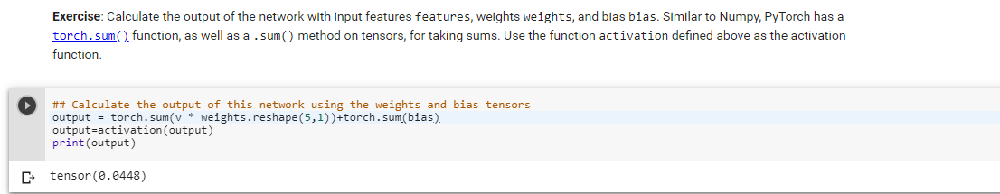 Exercise: Calculate the output of the network with input features features, weights weights, and bias bias. Similar to Numpy, PyTorch has a
torch.sum() function, as well as a .sum() method on tensors, for taking sums. Use the function activation defined above as the activation
function.
## Calculate the output of this network using the weights and bias tensors
output = torch.sum(v * weights.reshape(5,1))+torch.sum(bias)
output=activation(output)
print(output)
tensor(0.0448)